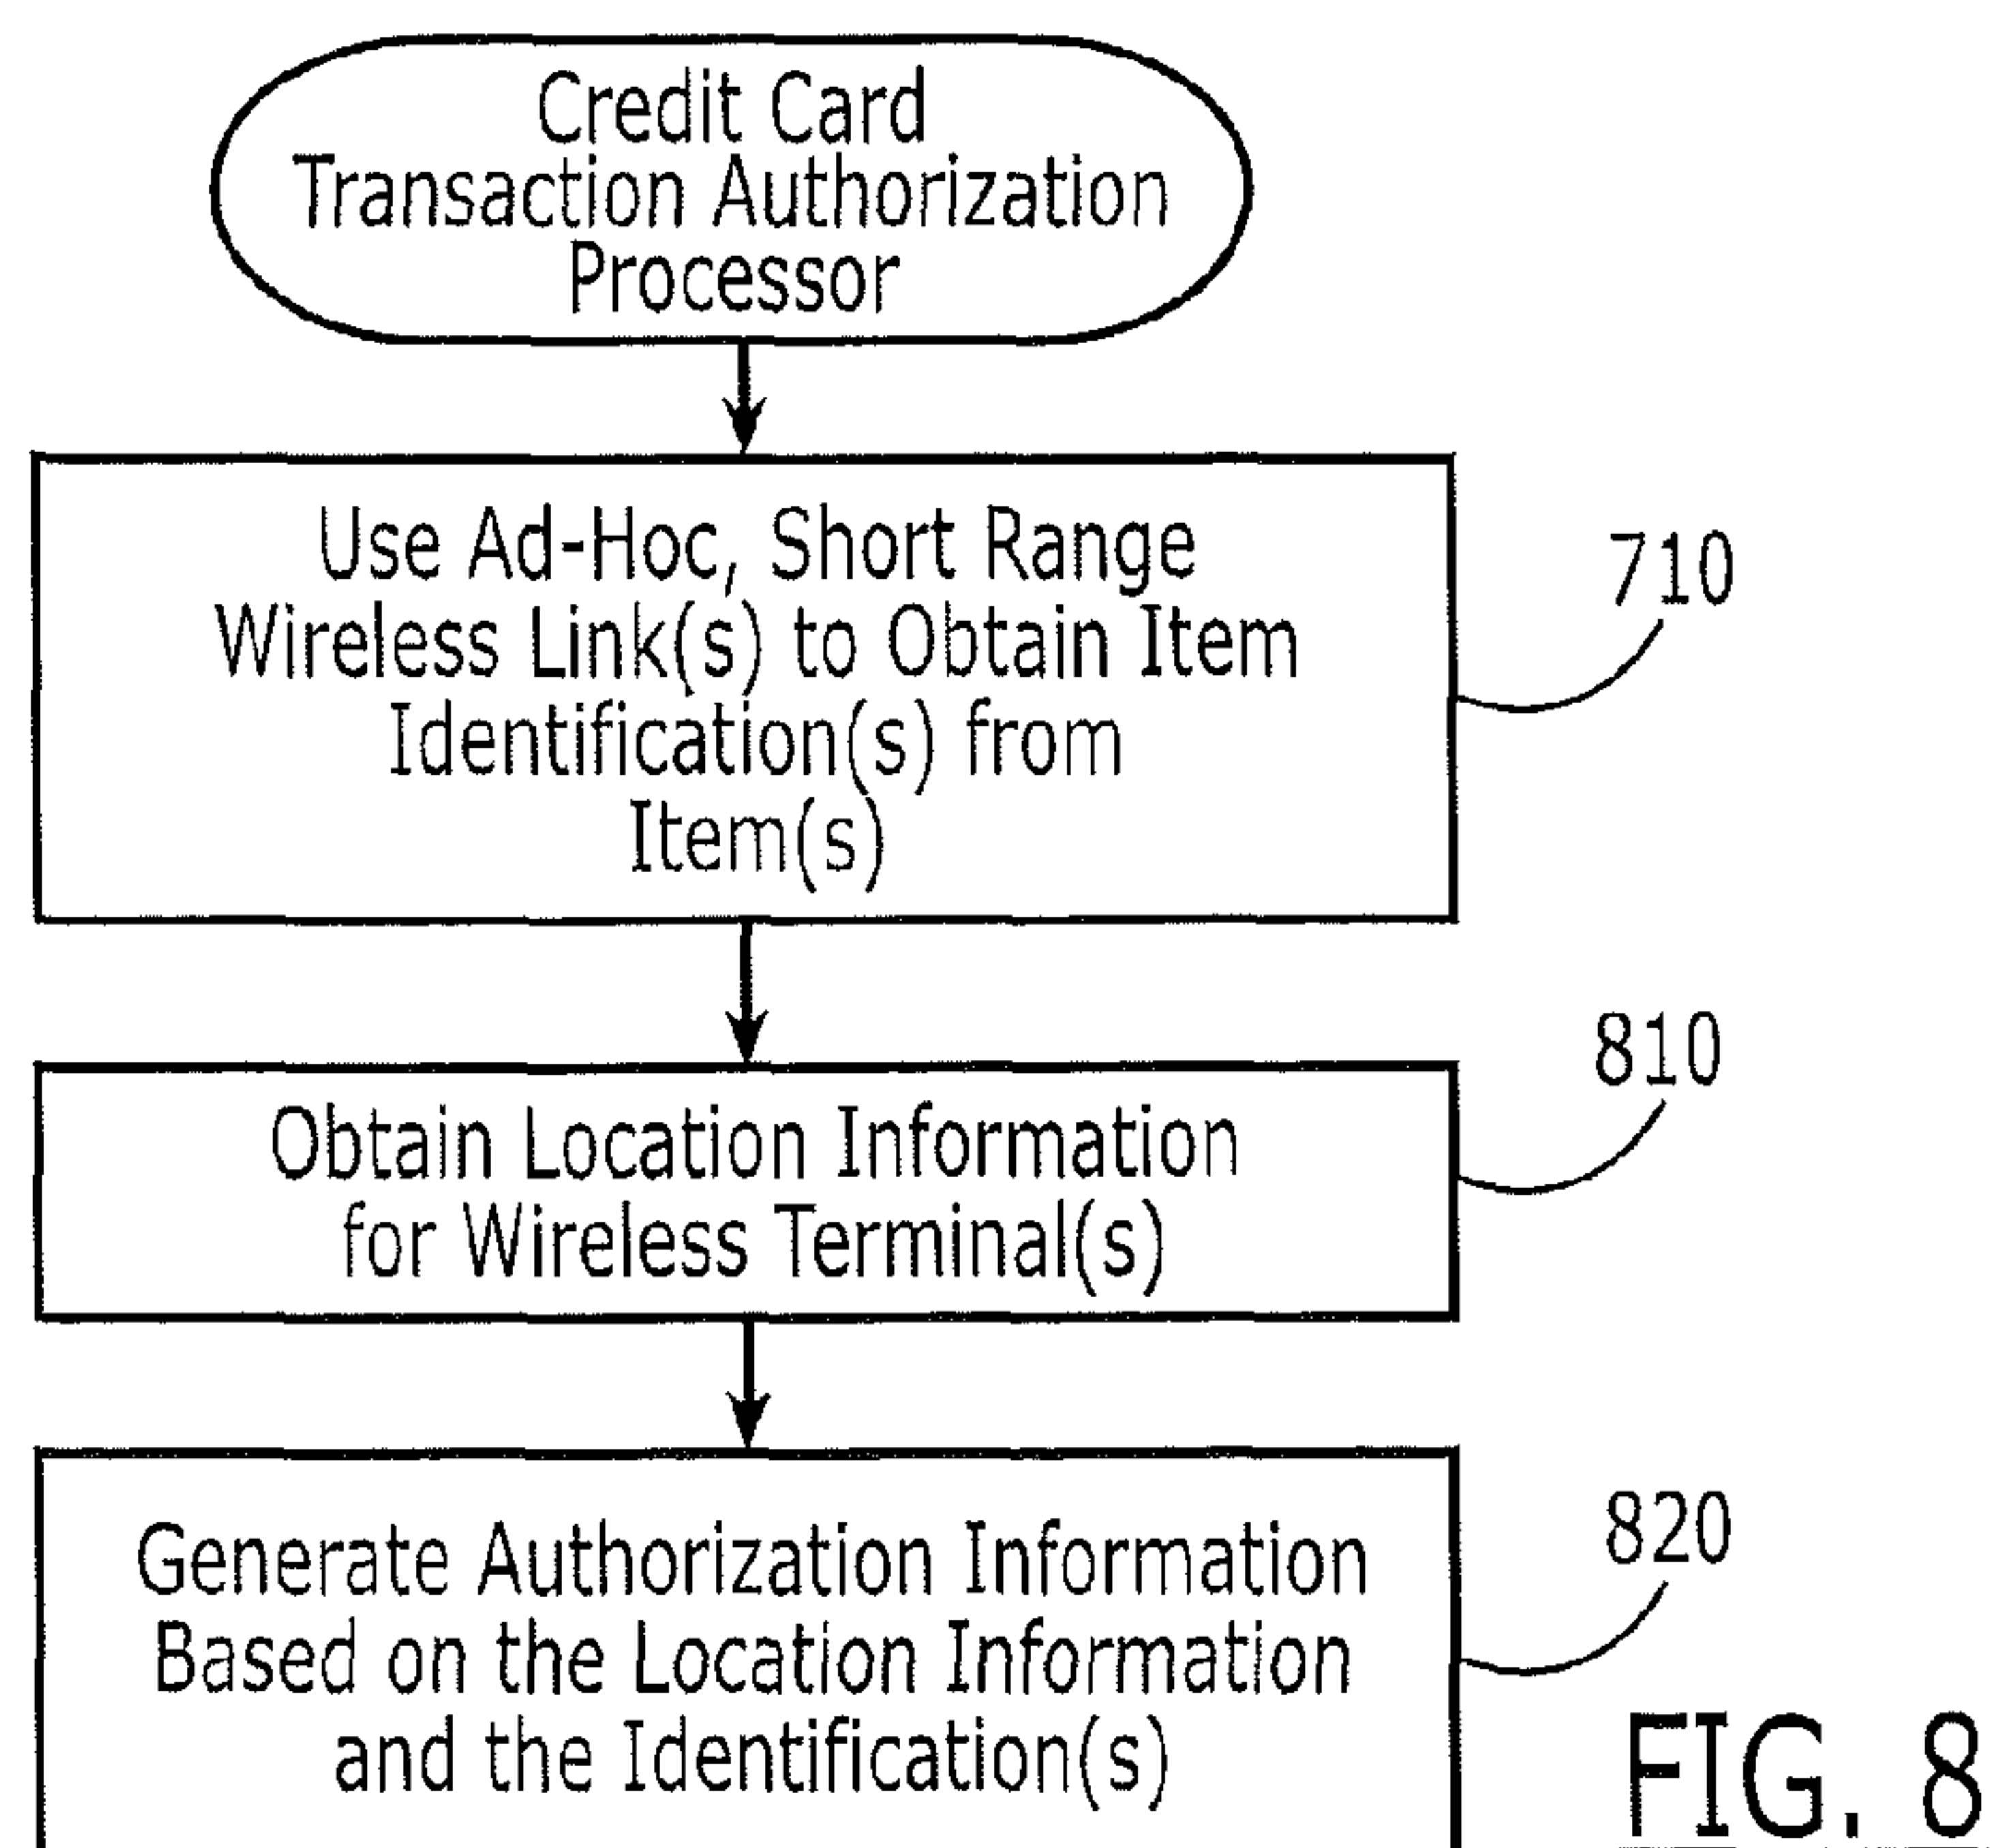 Credit Card
Transaction Authorization
Processor
Use Ad-Hoc, Short Range
Wireless Link(s) to Obtain Item
Identification(s) from
Item(s)
710
Obtain Location Information
for Wireless Terminal(s)
810
Generate Authorization Information
Based on the Location Information
and the Identification(s)
820
FIG. 8